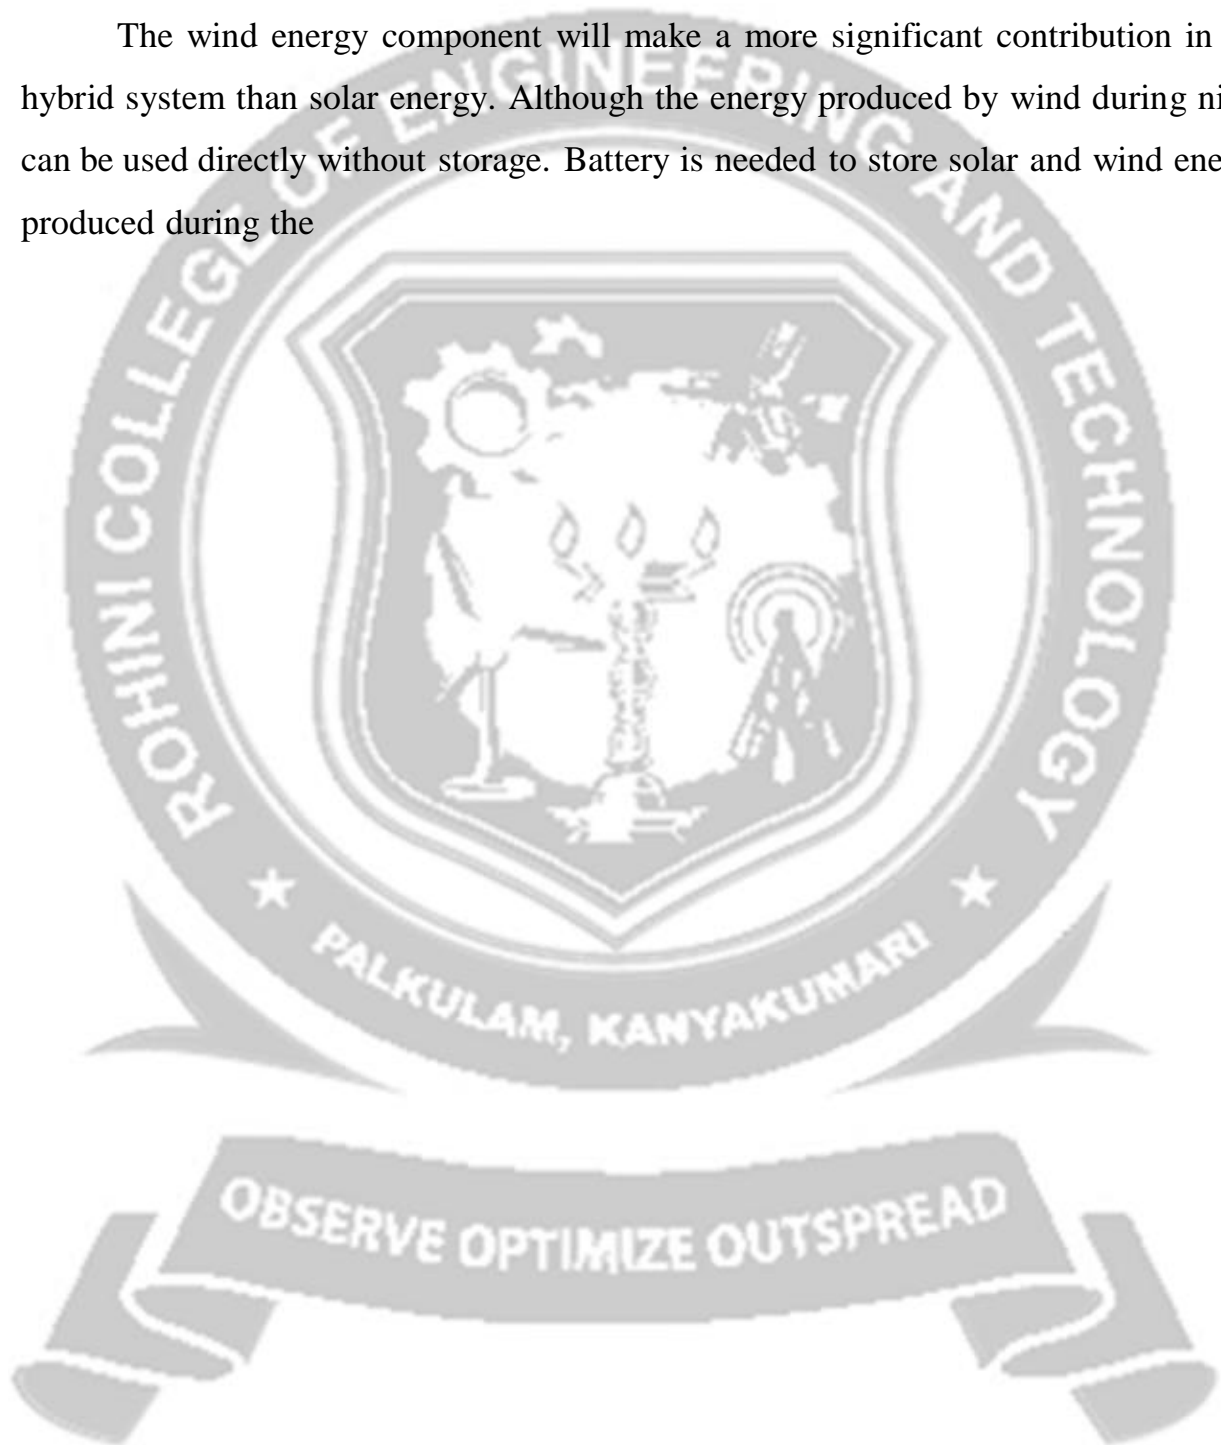 The wind energy component will make a more significant contribution in
hybrid system than solar energy. Although the energy produced by wind during ni
can be used directly without storage. Battery is needed to store solar and wind ene
produced during the
ROHINI COLLEGE OF ENGINEERING AND TECHNOLOGY
PALKULAM, KANYAKUMARI
OBSERVE OPTIMIZE OUTSPREAD